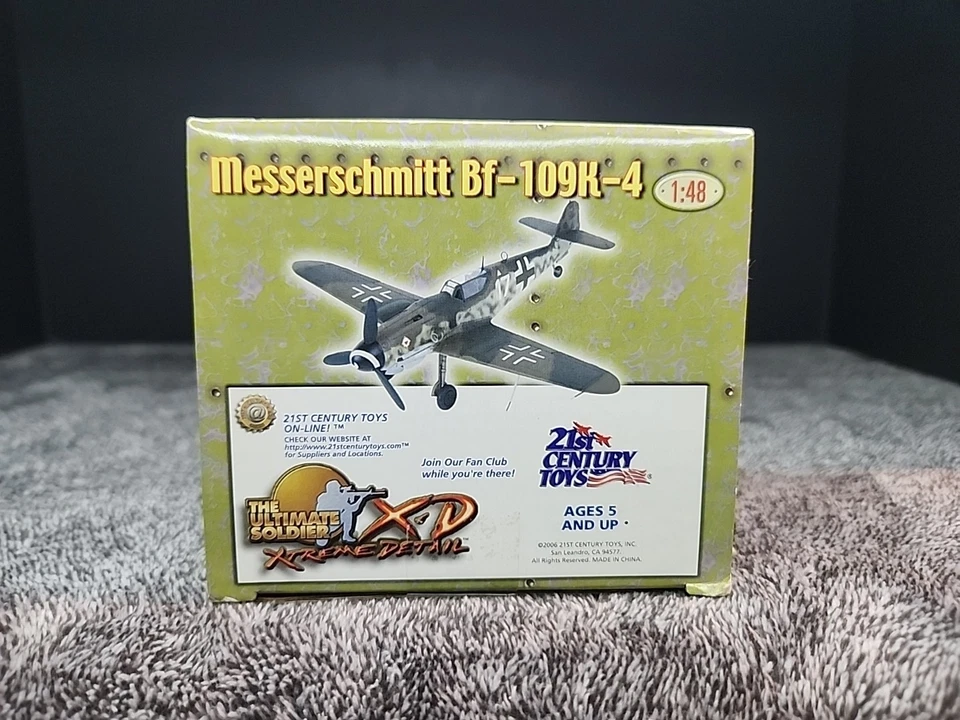 Messerschmitt Bf-109K-4
1:48
@
21ST CENTURY TOYS
ON-LINE! ™
CHECK OUR WEBSITE AT
http://www.21stcenturytoys.com™
for Suppliers and Locations.
Join Our Fan Club
while you're there!
21st
CENTURY
TOYS
®
THE
ULTIMATE
SOLDIER
X·D
XTREME DETAIL
™
AGES 5
AND UP
©2006 21ST CENTURY TOYS, INC.
San Leandro, CA 94577.
All Rights Reserved. MADE IN CHINA.